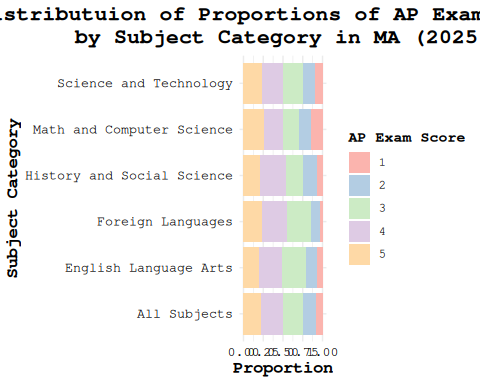 istributuion of Proportions of AP Exam
by Subject Category in MA (2025
Subject Category
Science and Technology
Math and Computer Science
History and Social Science
Foreign Languages
English Language Arts
All Subjects
Proportion
AP Exam Score
1
2
3
4
5